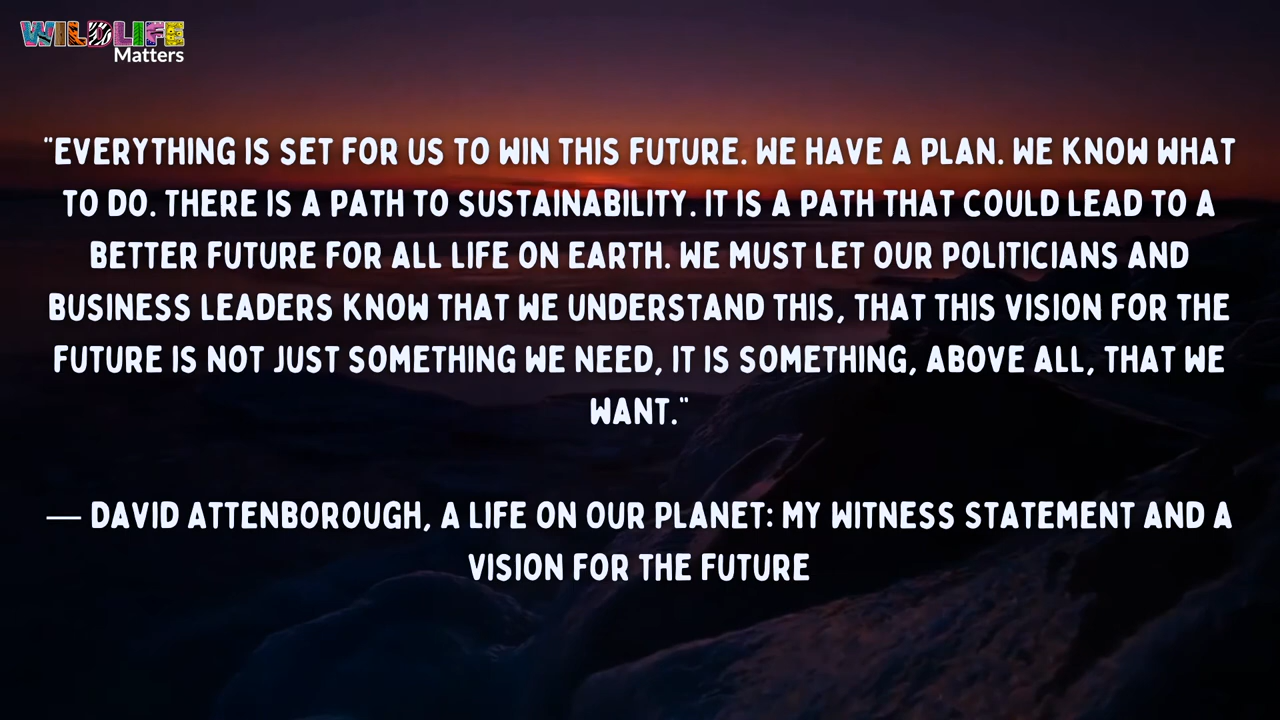 WILDLIFE
Matters
"EVERYTHING IS SET FOR US TO WIN THIS FUTURE. WE HAVE A PLAN. WE KNOW WHAT
TO DO. THERE IS A PATH TO SUSTAINABILITY. IT IS A PATH THAT COULD LEAD TO A
BETTER FUTURE FOR ALL LIFE ON EARTH. WE MUST LET OUR POLITICIANS AND
BUSINESS LEADERS KNOW THAT WE UNDERSTAND THIS, THAT THIS VISION FOR THE
FUTURE IS NOT JUST SOMETHING WE NEED, IT IS SOMETHING, ABOVE ALL, THAT WE
WANT."
— DAVID ATTENBOROUGH, A LIFE ON OUR PLANET: MY WITNESS STATEMENT AND A
VISION FOR THE FUTURE